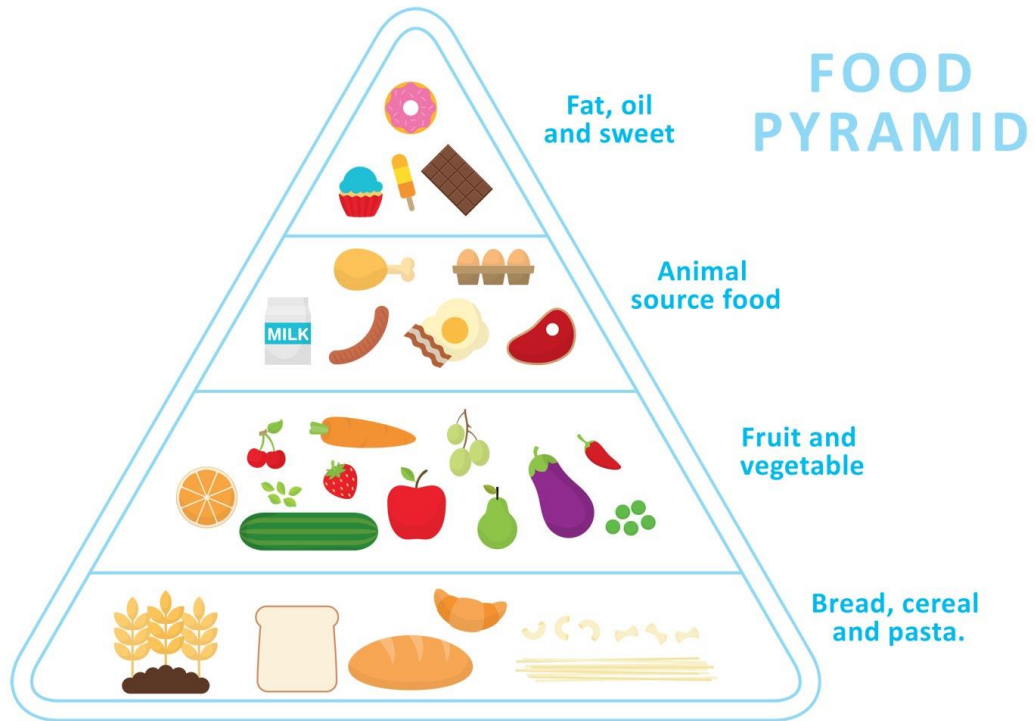 FOOD
PYRAMID
Fat, oil
and sweet
Animal
source food
MILK
Fruit and
vegetable
Bread, cereal
and pasta.